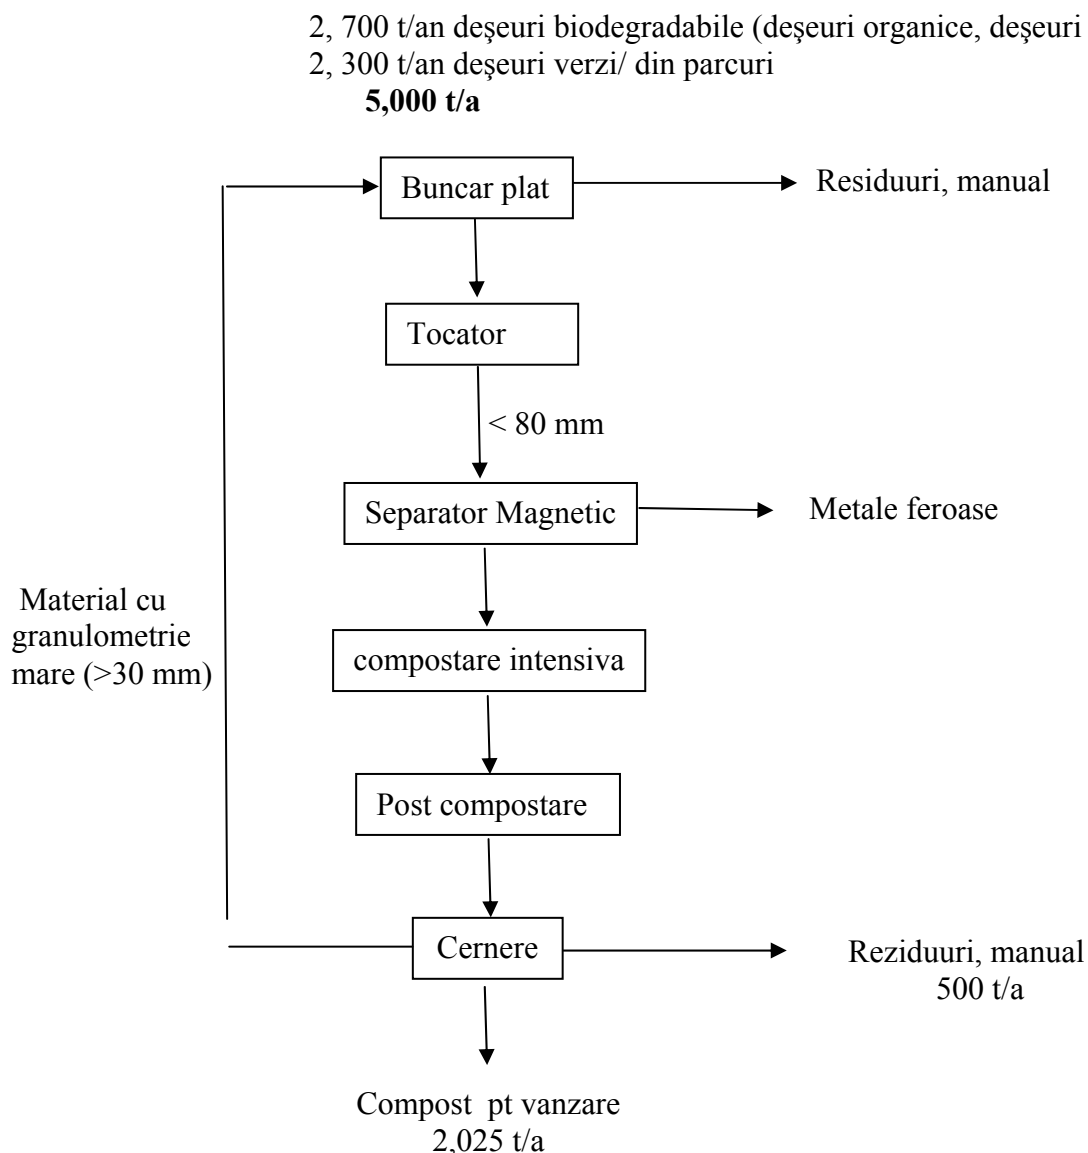 2, 700 t/an deşeuri biodegradabile (deşeuri organice, deşeuri
2, 300 t/an deşeuri verzi/ din parcuri
5,000 t/a
Buncar plat
Residuuri, manual
Tocator
< 80 mm
Separator Magnetic
Metale feroase
Material cu
granulometrie
mare (>30 mm)
compostare intensiva
Post compostare
Cernere
Reziduuri, manual
500 t/a
Compost pt vanzare
2,025 t/a